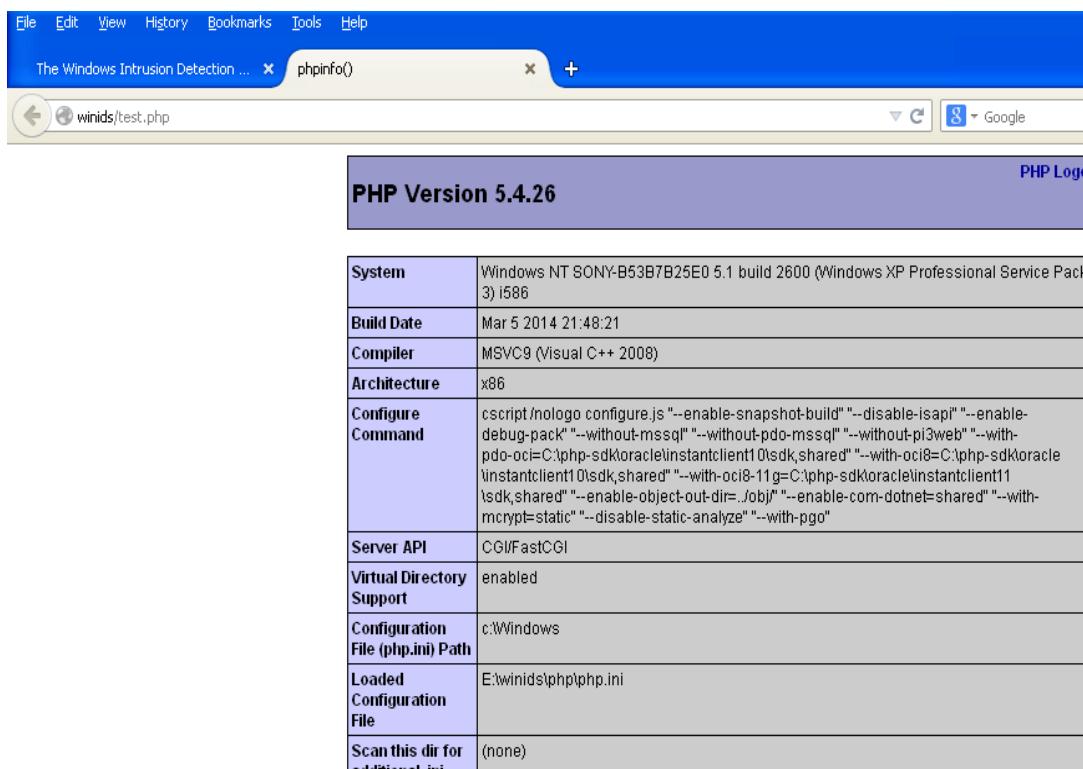 File Edit View History Bookmarks Tools Help
The Windows Intrusion Detection ... phpinfo()
winids/test.php
Google
PHP Version 5.4.26
PHP Logo
System
Windows NT SONY-B53B7B25E0 5.1 build 2600 (Windows XP Professional Service Pack
3) i586
Build Date
Mar 5 2014 21:48:21
Compiler
MSVC9 (Visual C++ 2008)
Architecture
x86
Configure
Command
cscript /nologo configure.js "--enable-snapshot-build" "--disable-isapi" "--enable-
debug-pack" "--without-mssql" "--without-pdo-mssql" "--without-pi3web" "--with-
pdo-oci=C:\php-sdk\oracle\instantclient10\sdk,shared" "--with-oci8=C:\php-sdk\oracle
\instantclient10\sdk,shared" "--with-oci8-11g=C:\php-sdk\oracle\instantclient11
\sdk,shared" "--enable-object-out-dir=../obj/" "--enable-com-dotnet=shared" "--with-
mcrypt=static" "--disable-static-analyze" "--with-pgo"
Server API
CGI/FastCGI
Virtual Directory
Support
enabled
Configuration
File (php.ini) Path
c:\Windows
Loaded
Configuration
File
E:\winids\php\php.ini
Scan this dir for
additional .ini
(none)